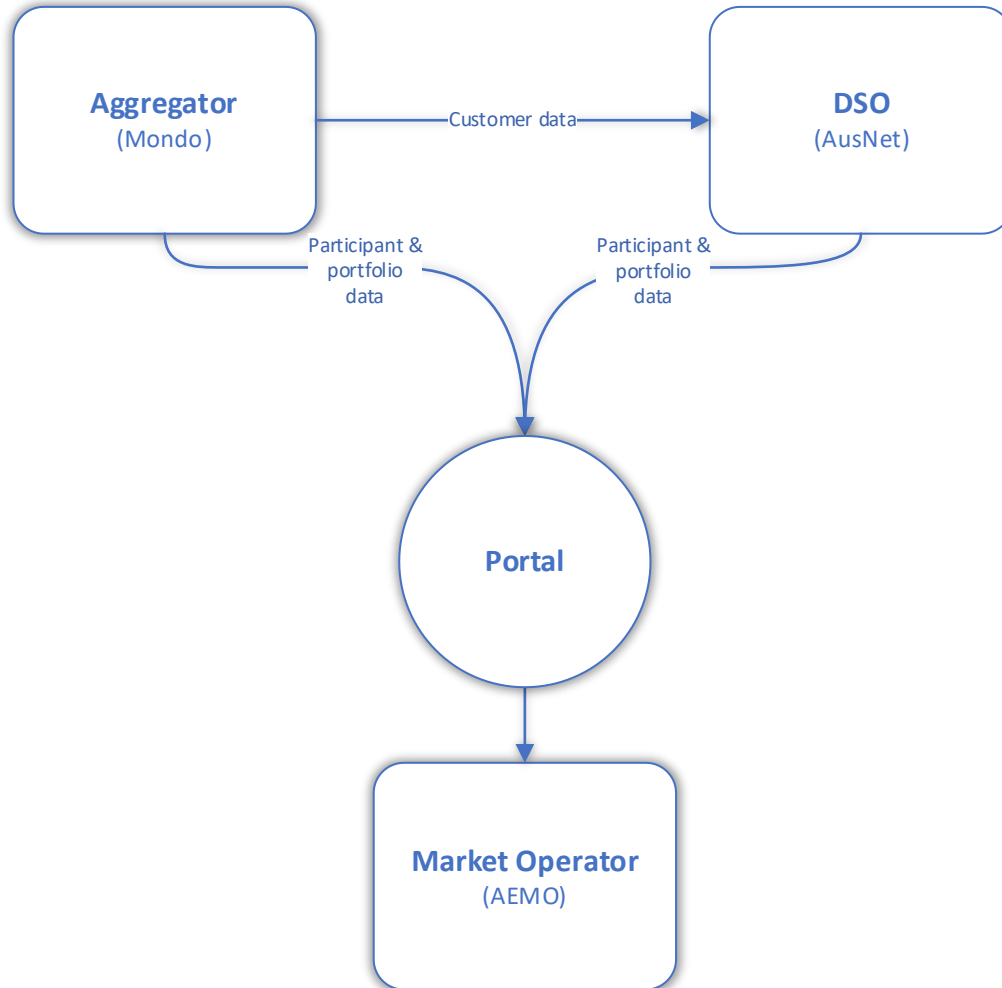 Aggregator
(Mondo)
Customer data
DSO
(AusNet)
Participant &
portfolio
data
Participant &
portfolio
data
Portal
Market Operator
(AEMO)